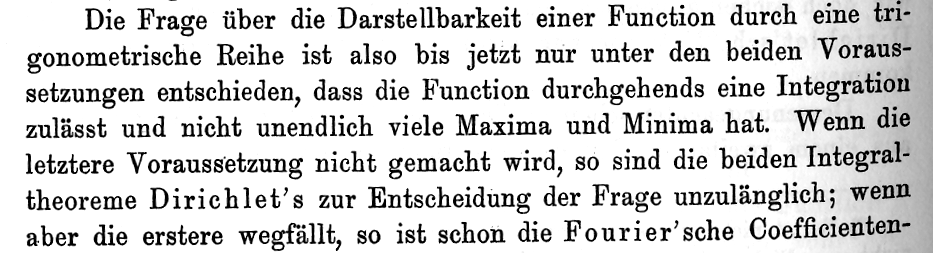 Die Frage über die Darstellbarkeit einer Function durch eine tri-
gonometrische Reihe ist also bis jetzt nur unter den beiden Voraus-
setzungen entschieden, dass die Function durchgehends eine Integration
zulässt und nicht unendlich viele Maxima und Minima hat. Wenn die
letztere Voraussetzung nicht gemacht wird, so sind die beiden Integral-
theoreme Dirichlet's zur Entscheidung der Frage unzulänglich; wenn
aber die erstere wegfällt, so ist schon die Fourier'sche Coefficienten-